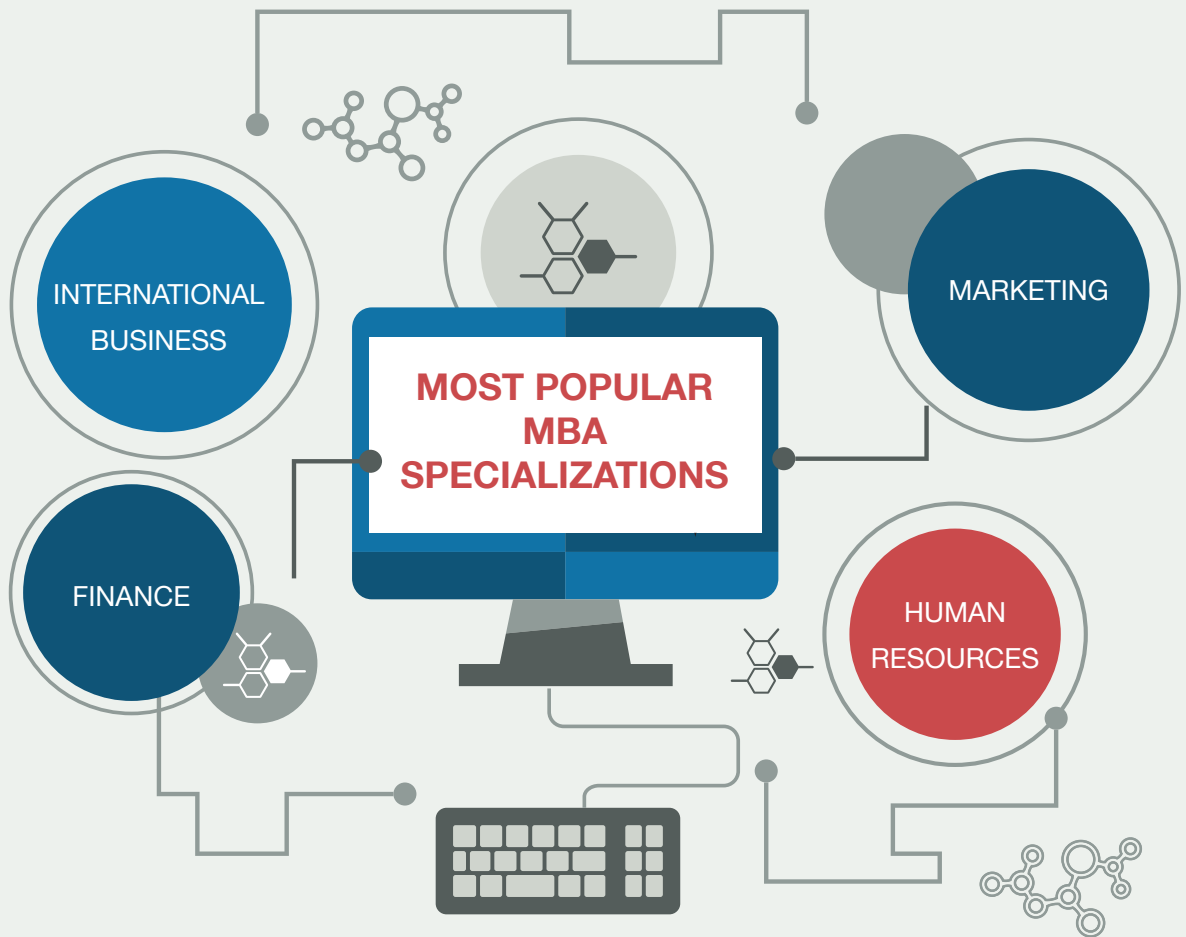 INTERNATIONAL
BUSINESS
MARKETING
MOST POPULAR
MBA
SPECIALIZATIONS
FINANCE
HUMAN
RESOURCES